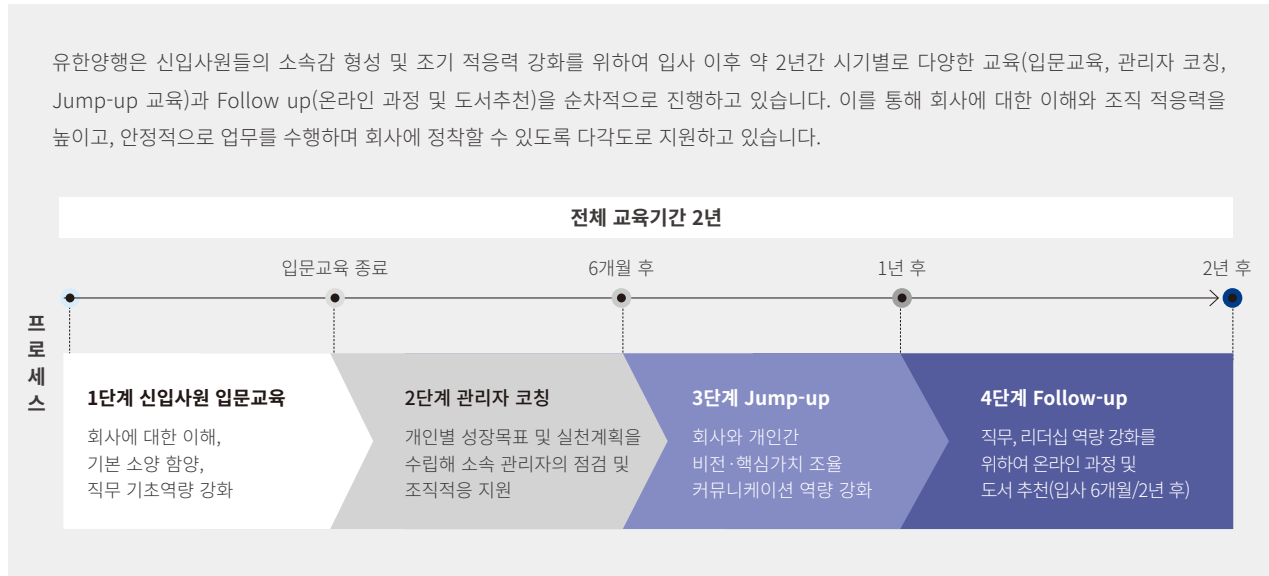 유한양행은 신입사원들의 소속감 형성 및 조기 적응력 강화를 위하여 입사 이후 약 2년간 시기별로 다양한 교육(입문교육, 관리자 코칭,
Jump-up 교육)과 Follow up(온라인 과정 및 도서추천)을 순차적으로 진행하고 있습니다. 이를 통해 회사에 대한 이해와 조직 적응력을
높이고, 안정적으로 업무를 수행하며 회사에 정착할 수 있도록 다각도로 지원하고 있습니다.
전체 교육기간 2년
입문교육 종료
6개월 후
1년 후
2년 후
프로세스
1단계 신입사원 입문교육
회사에 대한 이해,
기본 소양 함양,
직무 기초역량 강화
2단계 관리자 코칭
개인별 성장목표 및 실천계획을
수립해 소속 관리자의 점검 및
조직적응 지원
3단계 Jump-up
회사와 개인간
비전·핵심가치 조율
커뮤니케이션 역량 강화
4단계 Follow-up
직무, 리더십 역량 강화를
위하여 온라인 과정 및
도서 추천(입사 6개월/2년 후)